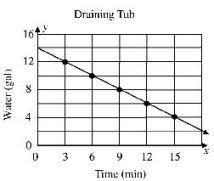 Draining Tub
y
16
12
8
4
0
Water (gal)
0 3 6 9 12 15
x
Time (min)